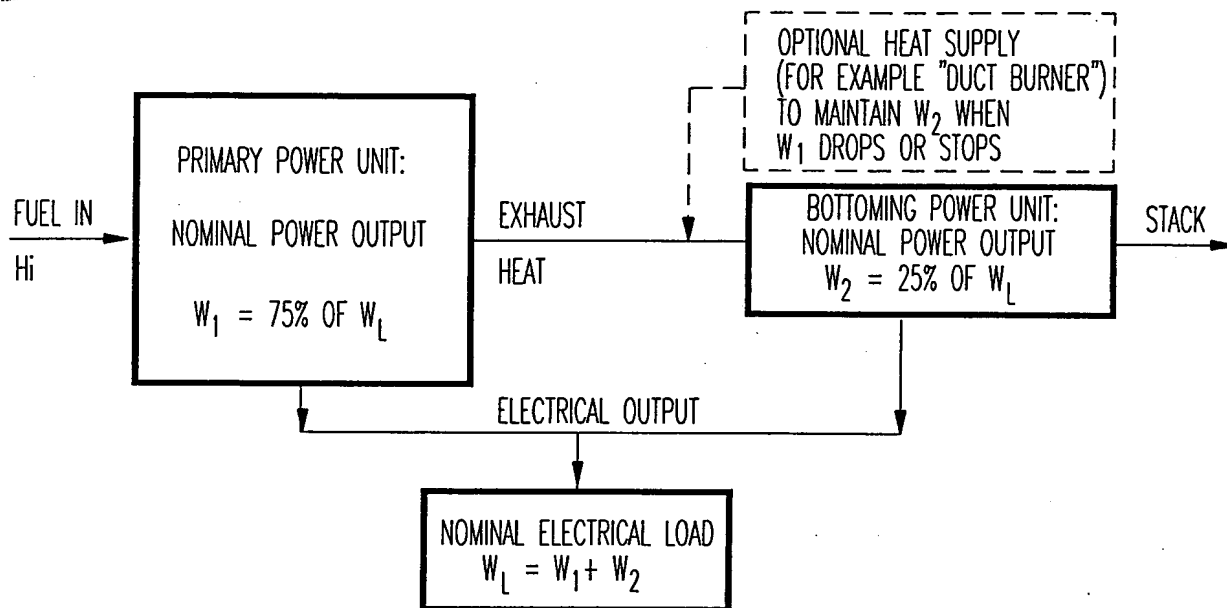 OPTIONAL HEAT SUPPLY
(FOR EXAMPLE "DUCT BURNER")
TO MAINTAIN W2 WHEN
W1 DROPS OR STOPS
PRIMARY POWER UNIT:
NOMINAL POWER OUTPUT
W1 = 75% OF WL
FUEL IN
Hi
EXHAUST
HEAT
BOTTOMING POWER UNIT:
NOMINAL POWER OUTPUT
W2 = 25% OF WL
STACK
ELECTRICAL OUTPUT
NOMINAL ELECTRICAL LOAD
WL = W1+ W2